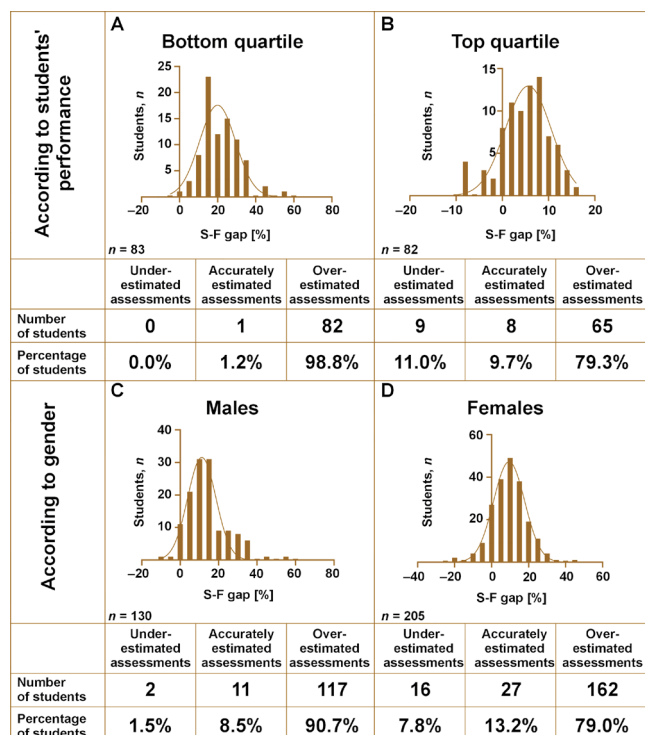 According to students'
performance
A
Bottom quartile
Students, n
25
20
15
10
5
−20 0 20 40 60 80
S-F gap [%]
n = 83
B
Top quartile
Students, n
15
10
5
−20 −10 0 10 20
S-F gap [%]
n = 82
Under-
estimated
assessments
Accurately
estimated
assessments
Over-
estimated
assessments
Under-
estimated
assessments
Accurately
estimated
assessments
Over-
estimated
assessments
Number
of students
0 1 82 9 8 65
Percentage
of students
0.0% 1.2% 98.8% 11.0% 9.7% 79.3%
According to gender
C
Males
Students, n
40
30
20
10
−20 0 20 40 60 80
S-F gap [%]
n = 130
D
Females
Students, n
60
40
20
−40 −20 0 20 40 60
S-F gap [%]
n = 205
Under-
estimated
assessments
Accurately
estimated
assessments
Over-
estimated
assessments
Under-
estimated
assessments
Accurately
estimated
assessments
Over-
estimated
assessments
Number
of students
2 11 117 16 27 162
Percentage
of students
1.5% 8.5% 90.7% 7.8% 13.2% 79.0%